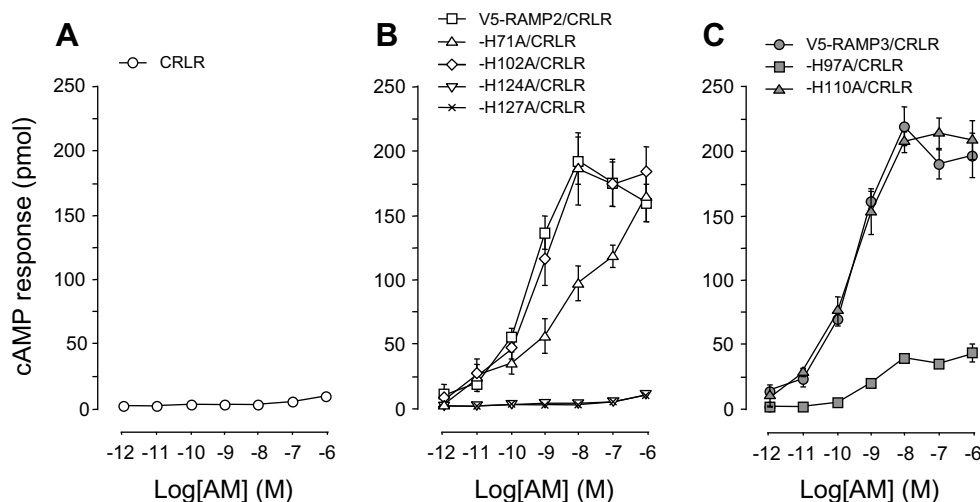 A
CRLR
cAMP response (pmol)
250
200
150
100
50
0
-12 -11 -10 -9 -8 -7 -6
Log[AM] (M)
B
V5-RAMP2/CRLR
-H71A/CRLR
-H102A/CRLR
-H124A/CRLR
-H127A/CRLR
250
200
150
100
50
0
-12 -11 -10 -9 -8 -7 -6
Log[AM] (M)
C
V5-RAMP3/CRLR
-H97A/CRLR
-H110A/CRLR
250
200
150
100
50
0
-12 -11 -10 -9 -8 -7 -6
Log[AM] (M)